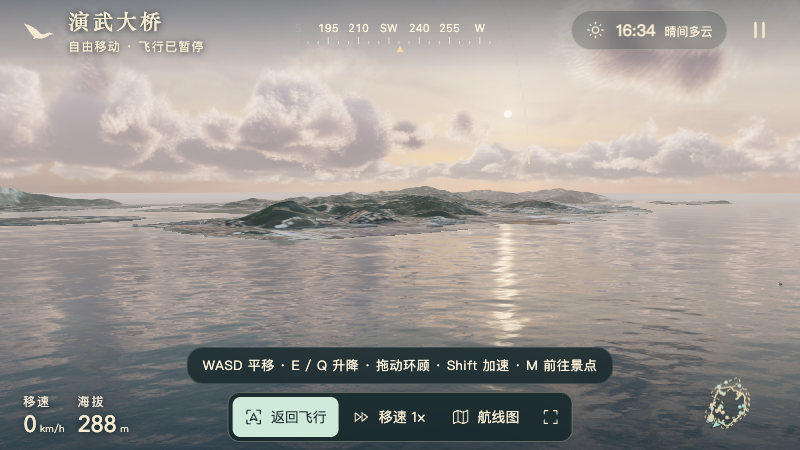 演武大桥
自由移动 · 飞行已暂停
S 195 210 SW 240 255 W
16:34 晴间多云
WASD 平移 · E / Q 升降 · 拖动环顾 · Shift 加速 · M 前往景点
移速 海拔
0 km/h 288 m
返回飞行 移速 1x 航线图